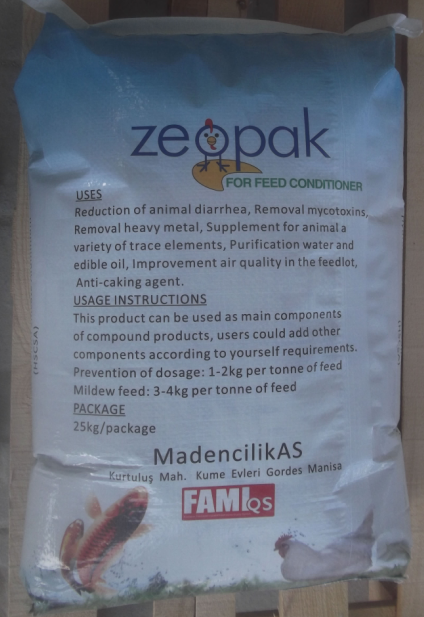 zeopak
FOR FEED CONDITIONER
USES
Reduction of animal diarrhea, Removal mycotoxins,
Removal heavy metal, Supplement for animal a
variety of trace elements, Purification water and
edible oil, Improvement air quality in the feedlot,
Anti-caking agent.
USAGE INSTRUCTIONS
This product can be used as main components
of compound products, users could add other
components according to yourself requirements.
Prevention of dosage: 1-2kg per tonne of feed
Mildew feed: 3-4kg per tonne of feed
PACKAGE
25kg/package
MadencilikAS
Kurtuluş Mah. Kume Evleri Gordes Manisa
FAMI QS